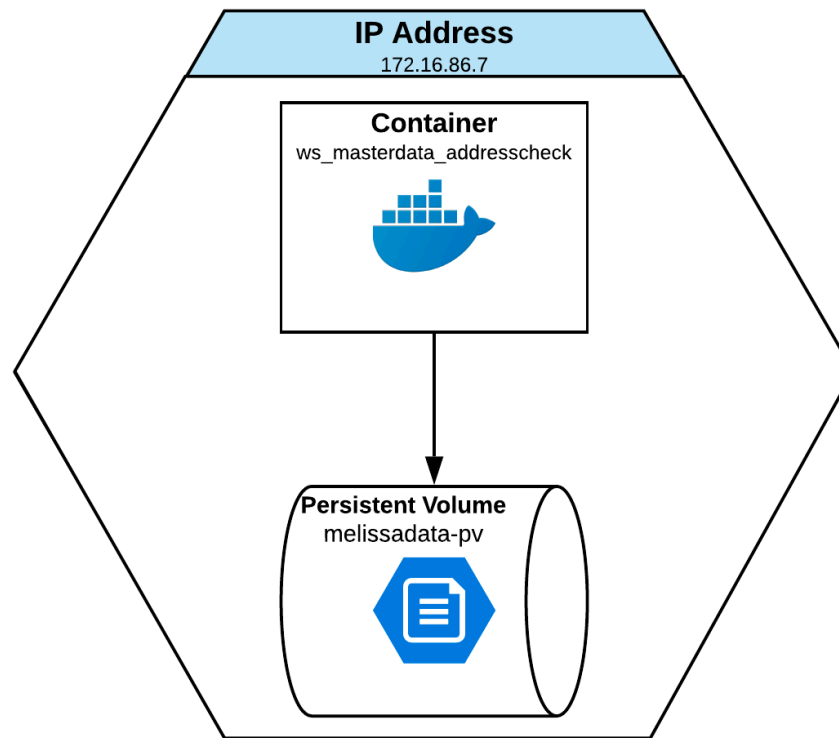 IP Address
172.16.86.7
Container
ws_masterdata_addresscheck
Persistent Volume
melissadata-pv